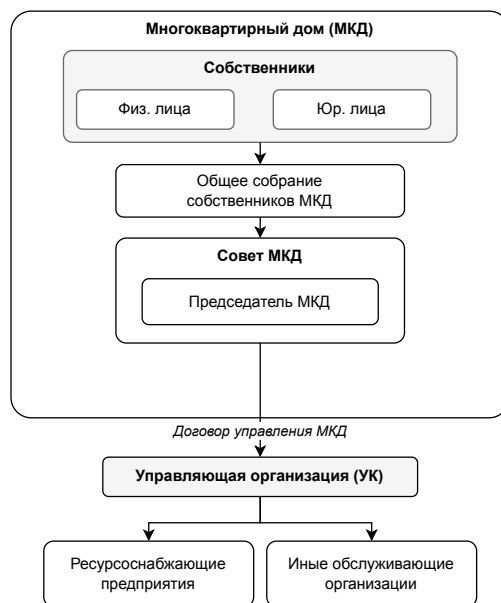 Многоквартирный дом (МКД)
Собственники
Физ. лица
Юр. лица
Общее собрание
собственников МКД
Совет МКД
Председатель МКД
Договор управления МКД
Управляющая организация (УК)
Ресурсоснабжающие
предприятия
Иные обслуживающие
организации